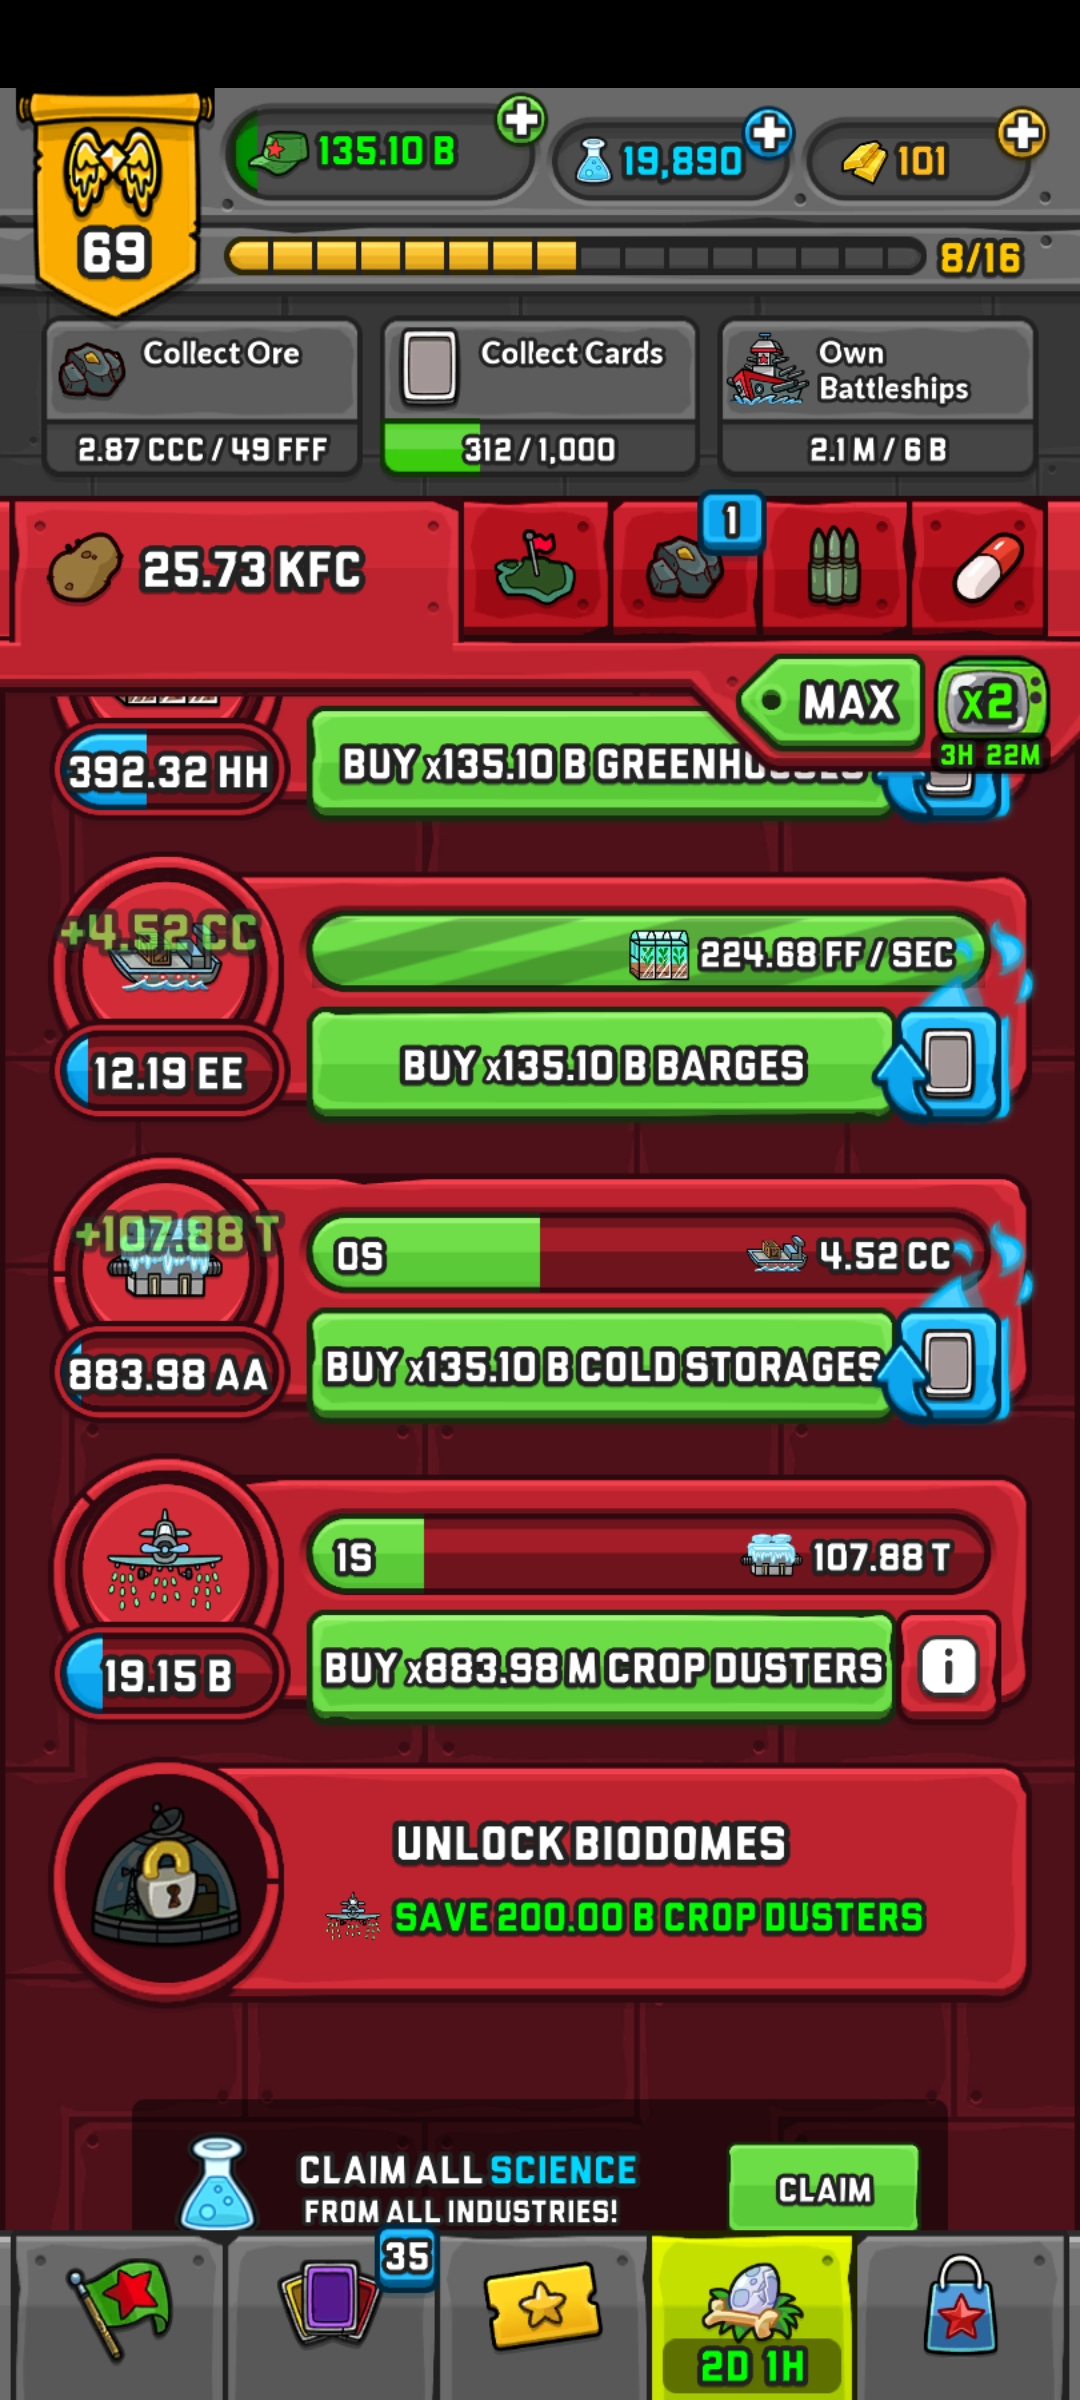 69
135.10 B
19,890
101
8/16
Collect Ore
2.87 CCC / 49 FFF
Collect Cards
312 / 1,000
Own
Battleships
2.1 M / 6 B
25.73 KFC
1
MAX
x2
3H 22M
392.32 HH
BUY x135.10 B GREENHOUSES
+4.52 CC
224.68 FF / SEC
12.19 EE
BUY x135.10 B BARGES
+107.88 T
0S
4.52 CC
883.98 AA
BUY x135.10 B COLD STORAGES
1S
107.88 T
19.15 B
BUY x883.98 M CROP DUSTERS
i
UNLOCK BIODOMES
SAVE 200.00 B CROP DUSTERS
CLAIM ALL SCIENCE
FROM ALL INDUSTRIES!
CLAIM
35
2D 1H